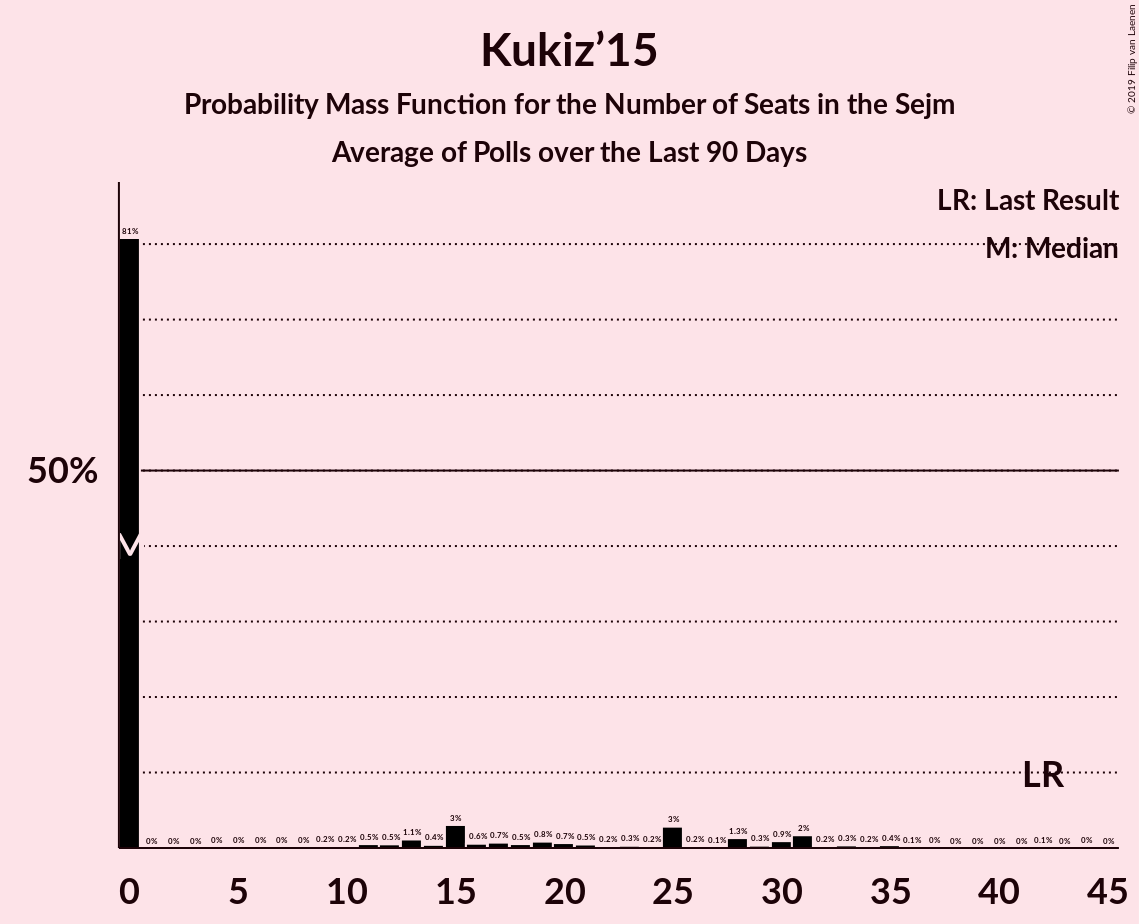 Kukiz’15
Probability Mass Function for the Number of Seats in the Sejm
Average of Polls over the Last 90 Days
© 2019 Filip van Laenen
LR: Last Result
M: Median
81%
50%
LR
0% 0% 0% 0% 0% 0% 0% 0% 0.2% 0.2% 0.5% 0.5% 1.1% 0.4% 3% 0.6% 0.7% 0.5% 0.8% 0.7% 0.5% 0.2% 0.3% 0.2% 3% 0.2% 0.1% 1.3% 0.3% 0.9% 2% 0.2% 0.3% 0.2% 0.4% 0.1% 0% 0% 0% 0% 0% 0.1% 0% 0% 0%
0 5 10 15 20 25 30 35 40 45